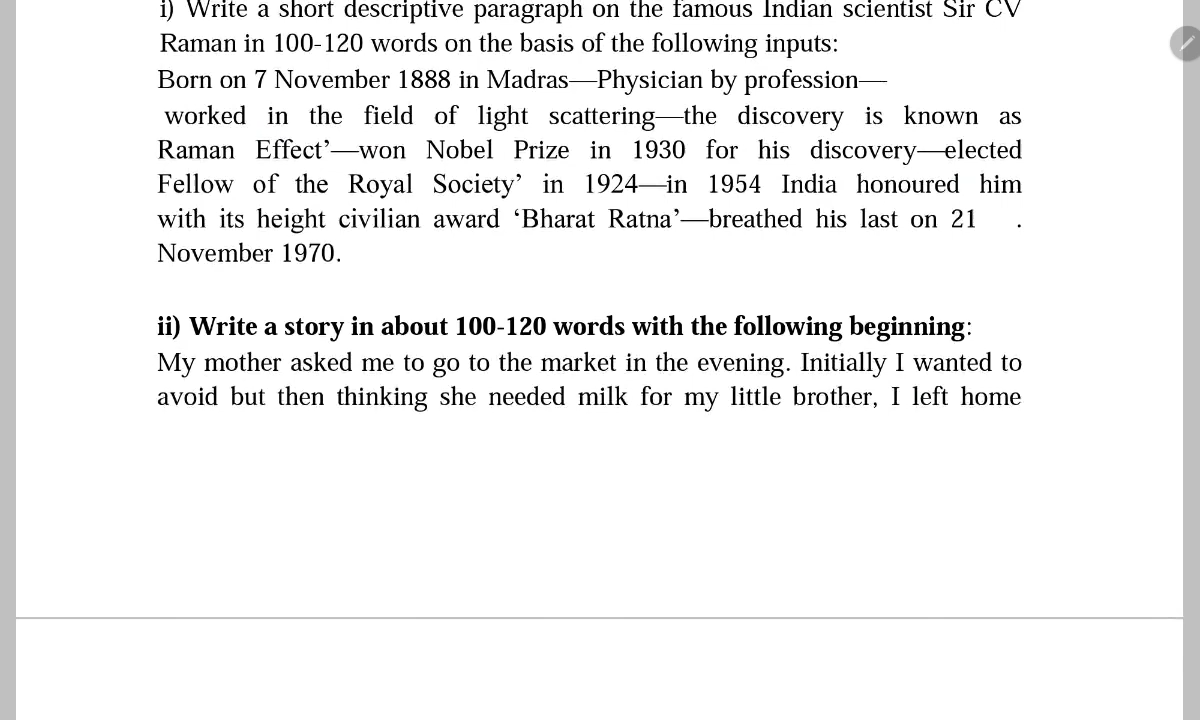 i) Write a short descriptive paragraph on the famous Indian scientist Sir CV
Raman in 100-120 words on the basis of the following inputs:
Born on 7 November 1888 in Madras—Physician by profession—
worked in the field of light scattering—the discovery is known as
Raman Effect’—won Nobel Prize in 1930 for his discovery—elected
Fellow of the Royal Society’ in 1924—in 1954 India honoured him
with its height civilian award ‘Bharat Ratna’—breathed his last on 21 .
November 1970.
ii) Write a story in about 100-120 words with the following beginning:
My mother asked me to go to the market in the evening. Initially I wanted to
avoid but then thinking she needed milk for my little brother, I left home